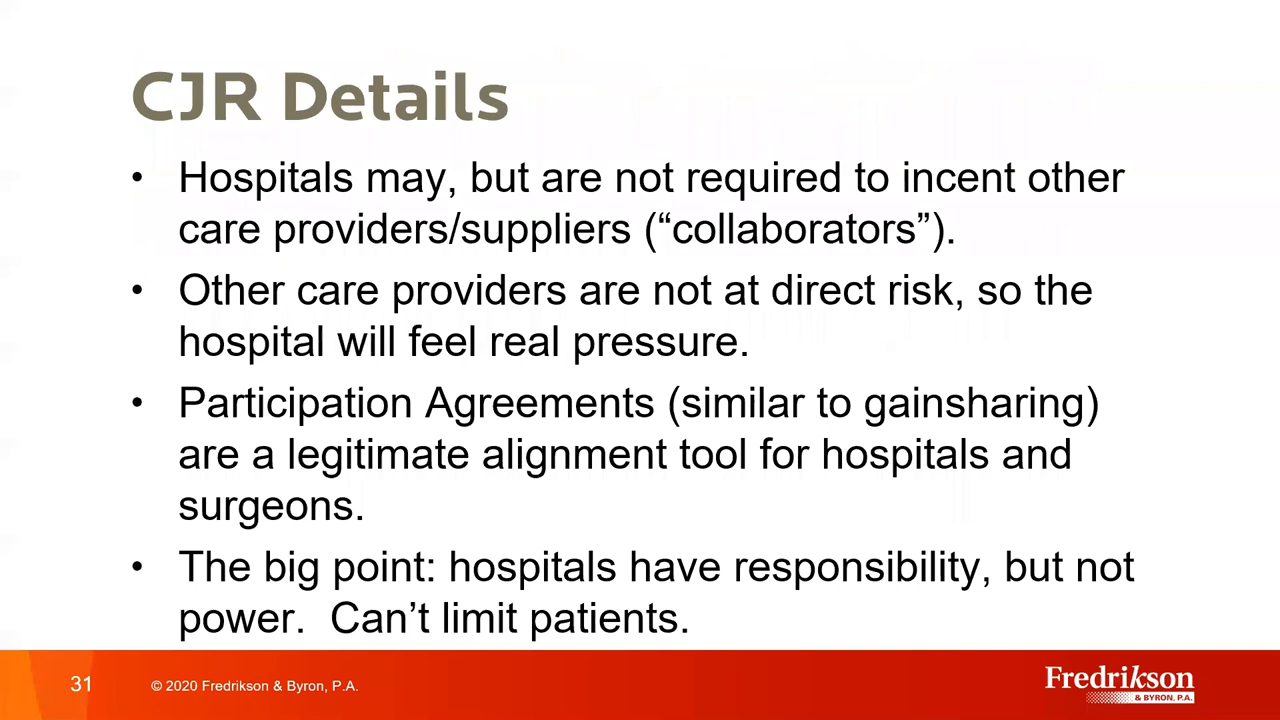 CJR Details
• Hospitals may, but are not required to incent other
care providers/suppliers (“collaborators”).
• Other care providers are not at direct risk, so the
hospital will feel real pressure.
• Participation Agreements (similar to gainsharing)
are a legitimate alignment tool for hospitals and
surgeons.
• The big point: hospitals have responsibility, but not
power.  Can’t limit patients.
31
© 2020 Fredrikson & Byron, P.A.
Fredrikson
& BYRON, P.A.